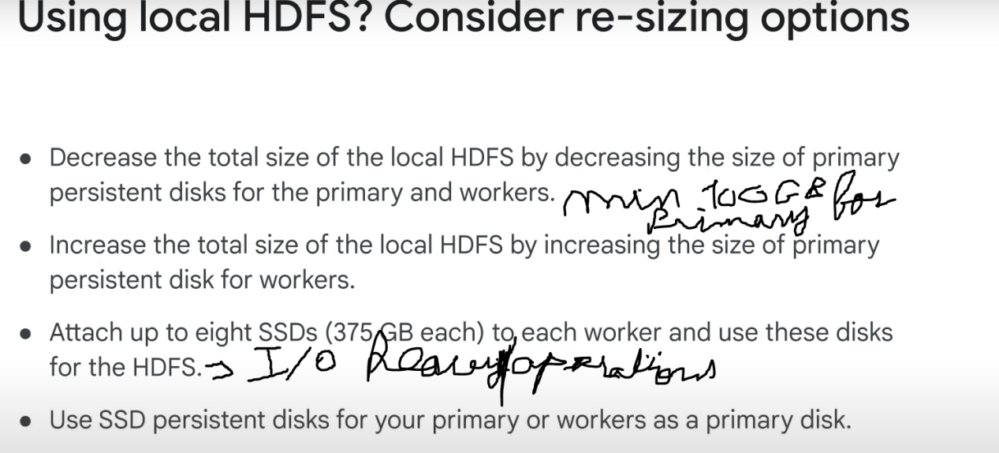 Using local HDFS? Consider re-sizing options
• Decrease the total size of the local HDFS by decreasing the size of primary
persistent disks for the primary and workers. min 100 GB for
Primary
• Increase the total size of the local HDFS by increasing the size of primary
persistent disk for workers.
• Attach up to eight SSDs (375 GB each) to each worker and use these disks
for the HDFS. → I/O heavy operations
• Use SSD persistent disks for your primary or workers as a primary disk.